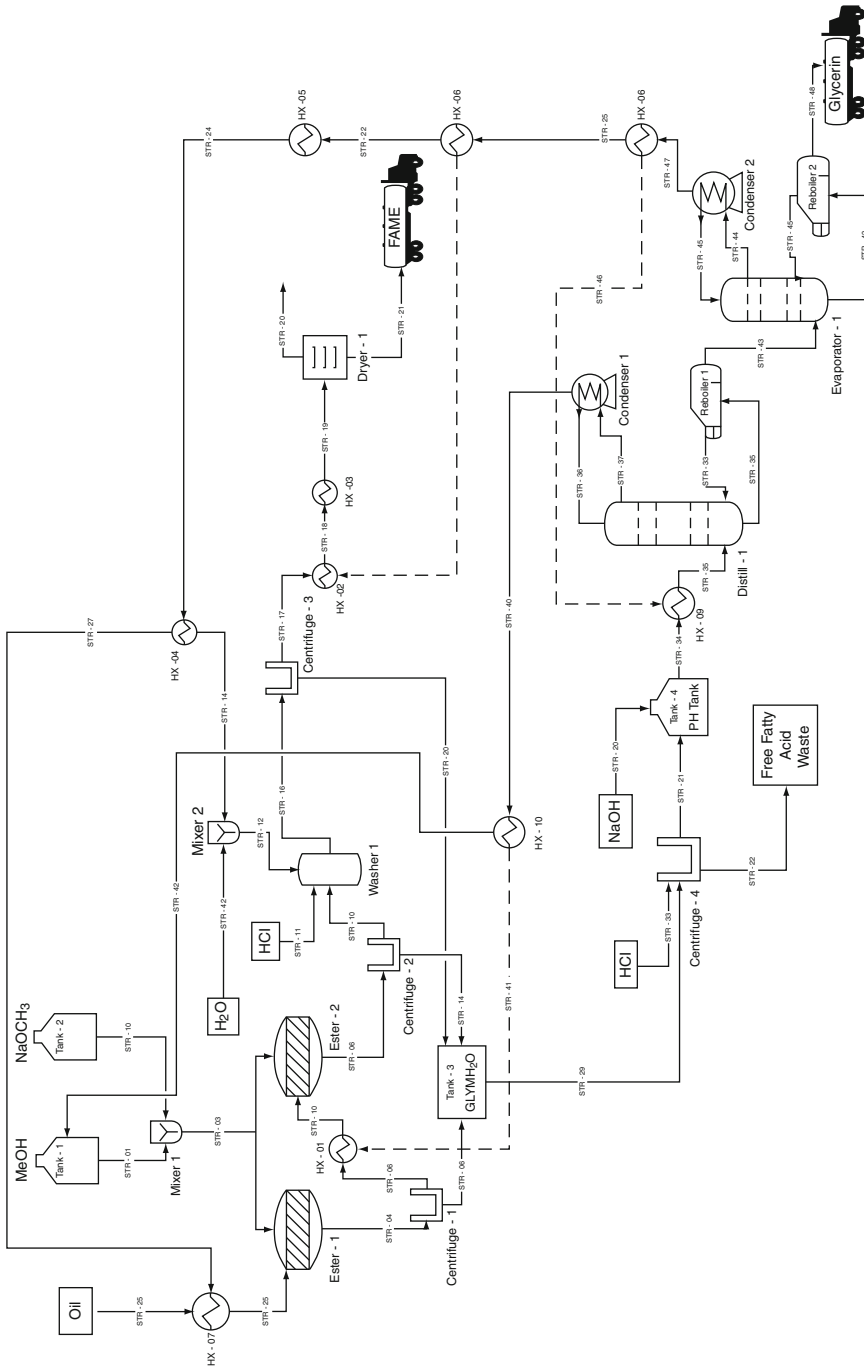 STR - 24
HX -05
STR - 22
HX -06
STR - 25
HX -06
STR - 47
Condenser 2
STR - 45
STR - 44
STR - 46
STR - 48
Glycerin
Reboiler 2
STR - 45
Evaporator - 1
STR - 43
Reboiler 1
STR - 33
STR - 35
FAME
STR - 20
STR - 21
Dryer - 1
STR - 19
HX -03
STR - 18
HX -02
STR - 17
Centrifuge - 3
STR - 20
Condenser 1
STR - 36
STR - 37
STR - 40
Distill - 1
STR - 35
HX - 09
STR - 34
Tank - 4
PH Tank
STR - 20
NaOH
STR - 21
Free Fatty
Acid
Waste
STR - 22
Centrifuge - 4
STR - 33
HCl
STR - 29
STR - 27
HX -04
STR - 14
Mixer 2
STR - 12
STR - 16
Washer 1
STR - 42
STR - 42
H2O
HCl
STR - 11
STR - 10
Centrifuge - 2
STR - 14
HX - 10
STR - 41
NaOCH3
Tank - 2
STR - 10
MeOH
Tank - 1
STR - 01
Mixer 1
STR - 03
Ester - 2
STR - 06
STR - 10
HX - 01
STR - 06
Tank - 3
GLYMH2O
STR - 06
Centrifuge - 1
STR - 04
Ester - 1
Oil
STR - 25
HX - 07
STR - 25